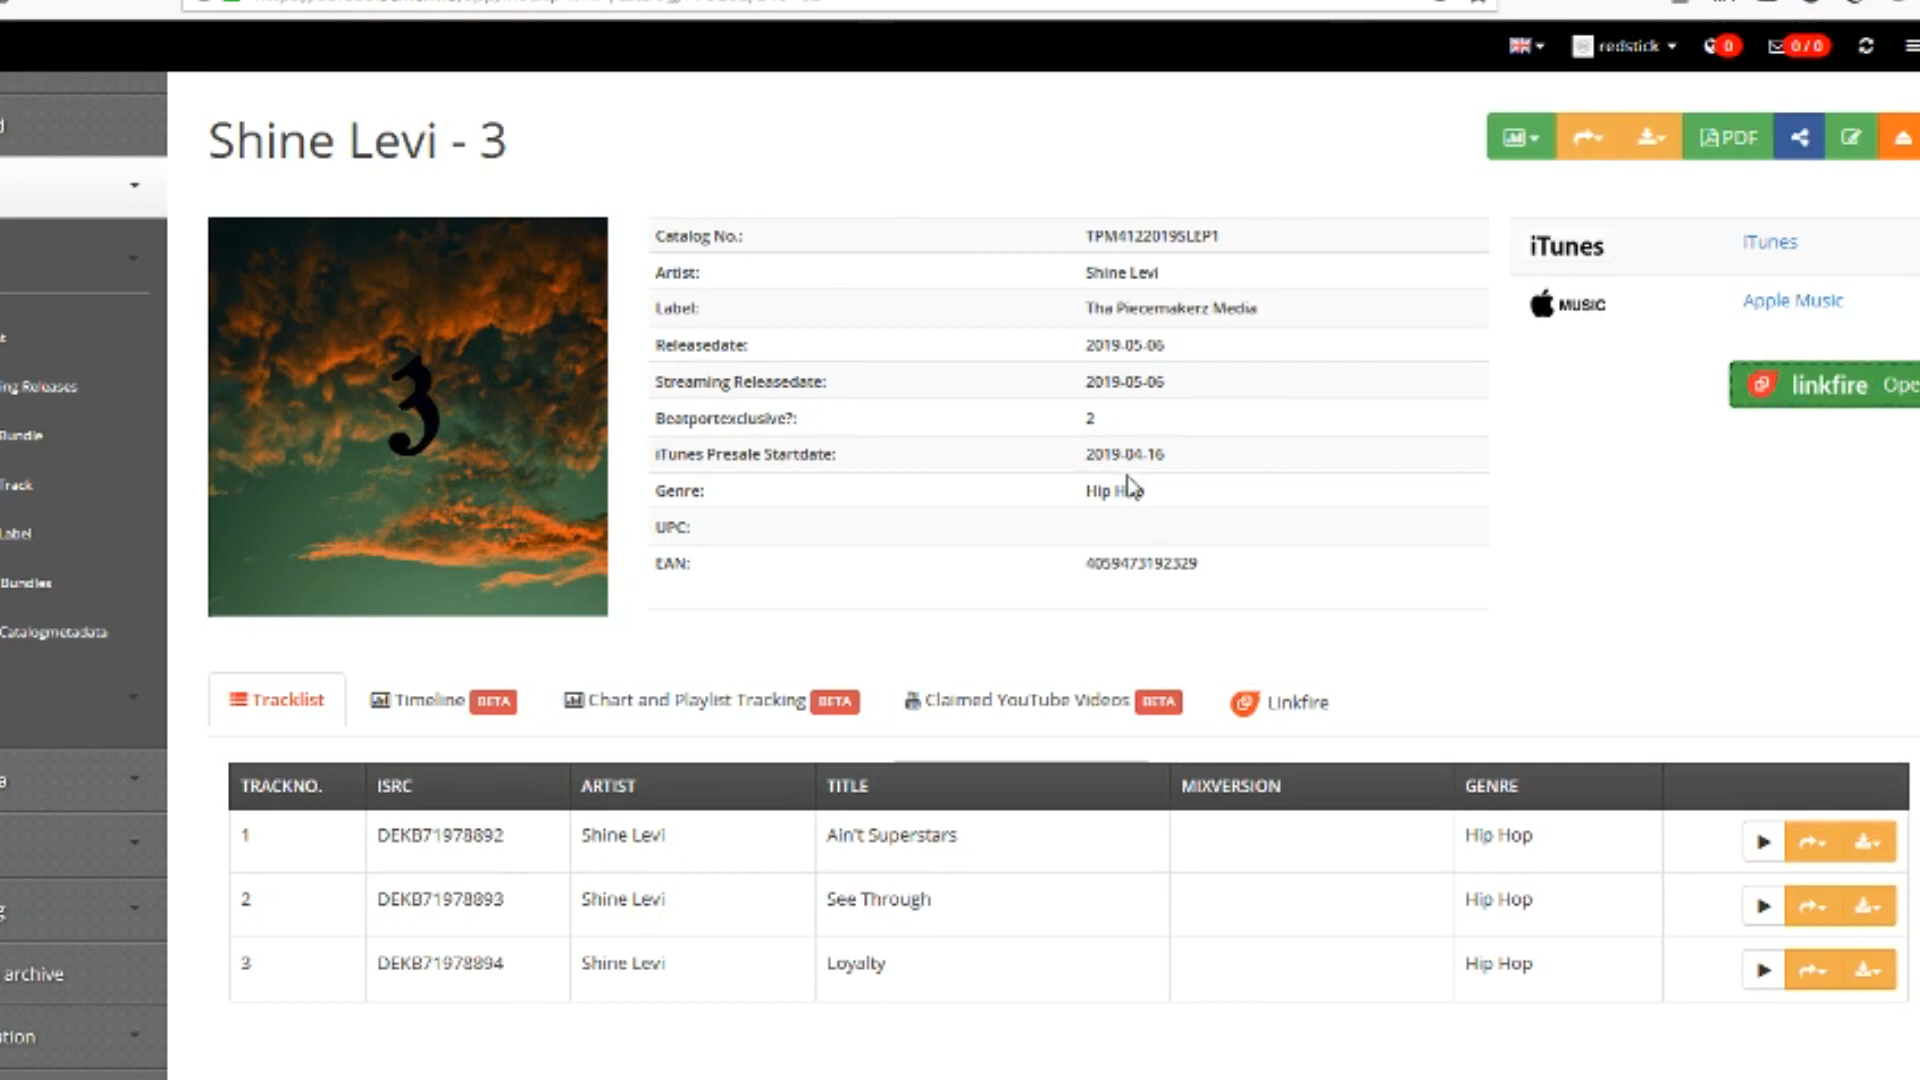 redstick 0 0 / 0
Shine Levi - 3
PDF
3
Catalog No.: TPM4122019SLEP1
Artist: Shine Levi
Label: Tha Piecemakerz Media
Releasedate: 2019-05-06
Streaming Releasedate: 2019-05-06
Beatportexclusive?: 2
iTunes Presale Startdate: 2019-04-16
Genre: Hip Hop
UPC:
EAN: 4059473192329
iTunes iTunes
MUSIC Apple Music
linkfire Ope
ing Releases
Bundle
Track
Label
Bundles
Catalogmetadata
archive
Tracklist Timeline BETA Chart and Playlist Tracking BETA Claimed YouTube Videos BETA Linkfire
TRACKNO. ISRC ARTIST TITLE MIXVERSION GENRE
1 DEKB71978892 Shine Levi Ain't Superstars Hip Hop
2 DEKB71978893 Shine Levi See Through Hip Hop
3 DEKB71978894 Shine Levi Loyalty Hip Hop